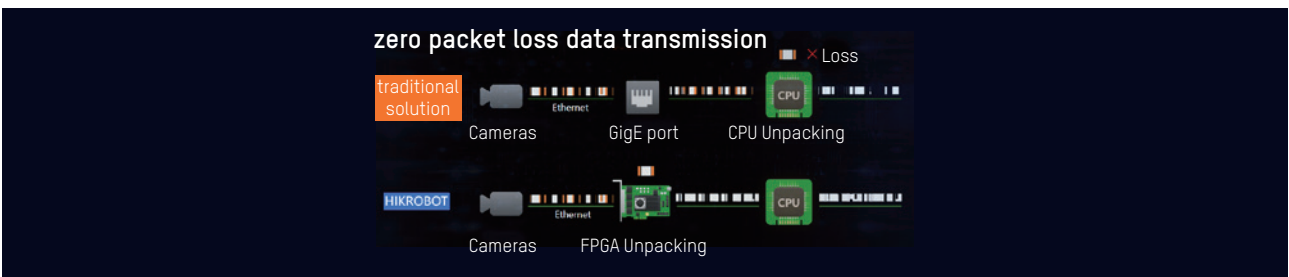 zero packet loss data transmission
× Loss
traditional
solution
CPU
Ethernet
Cameras
GigE port
CPU Unpacking
HIKROBOT
CPU
Ethernet
Cameras
FPGA Unpacking